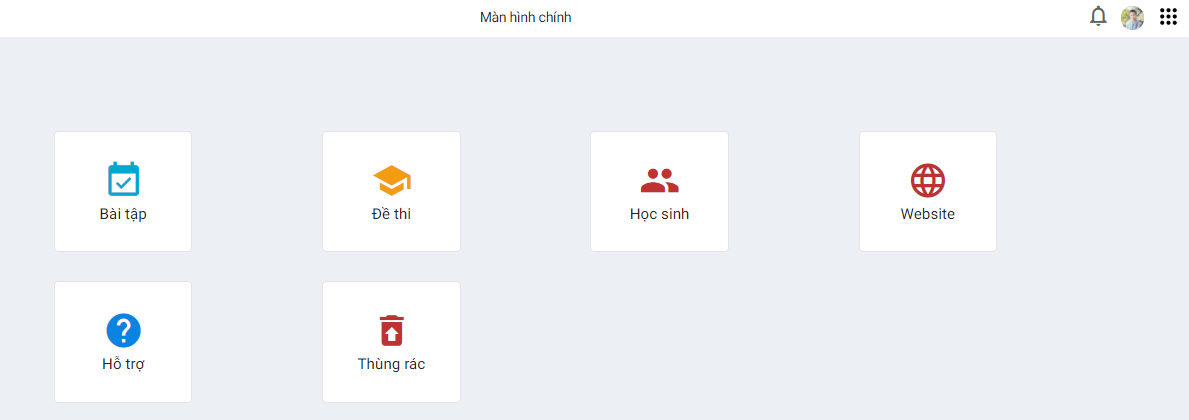 Màn hình chính
Bài tập
Đề thi
Học sinh
Website
Hỗ trợ
Thùng rác